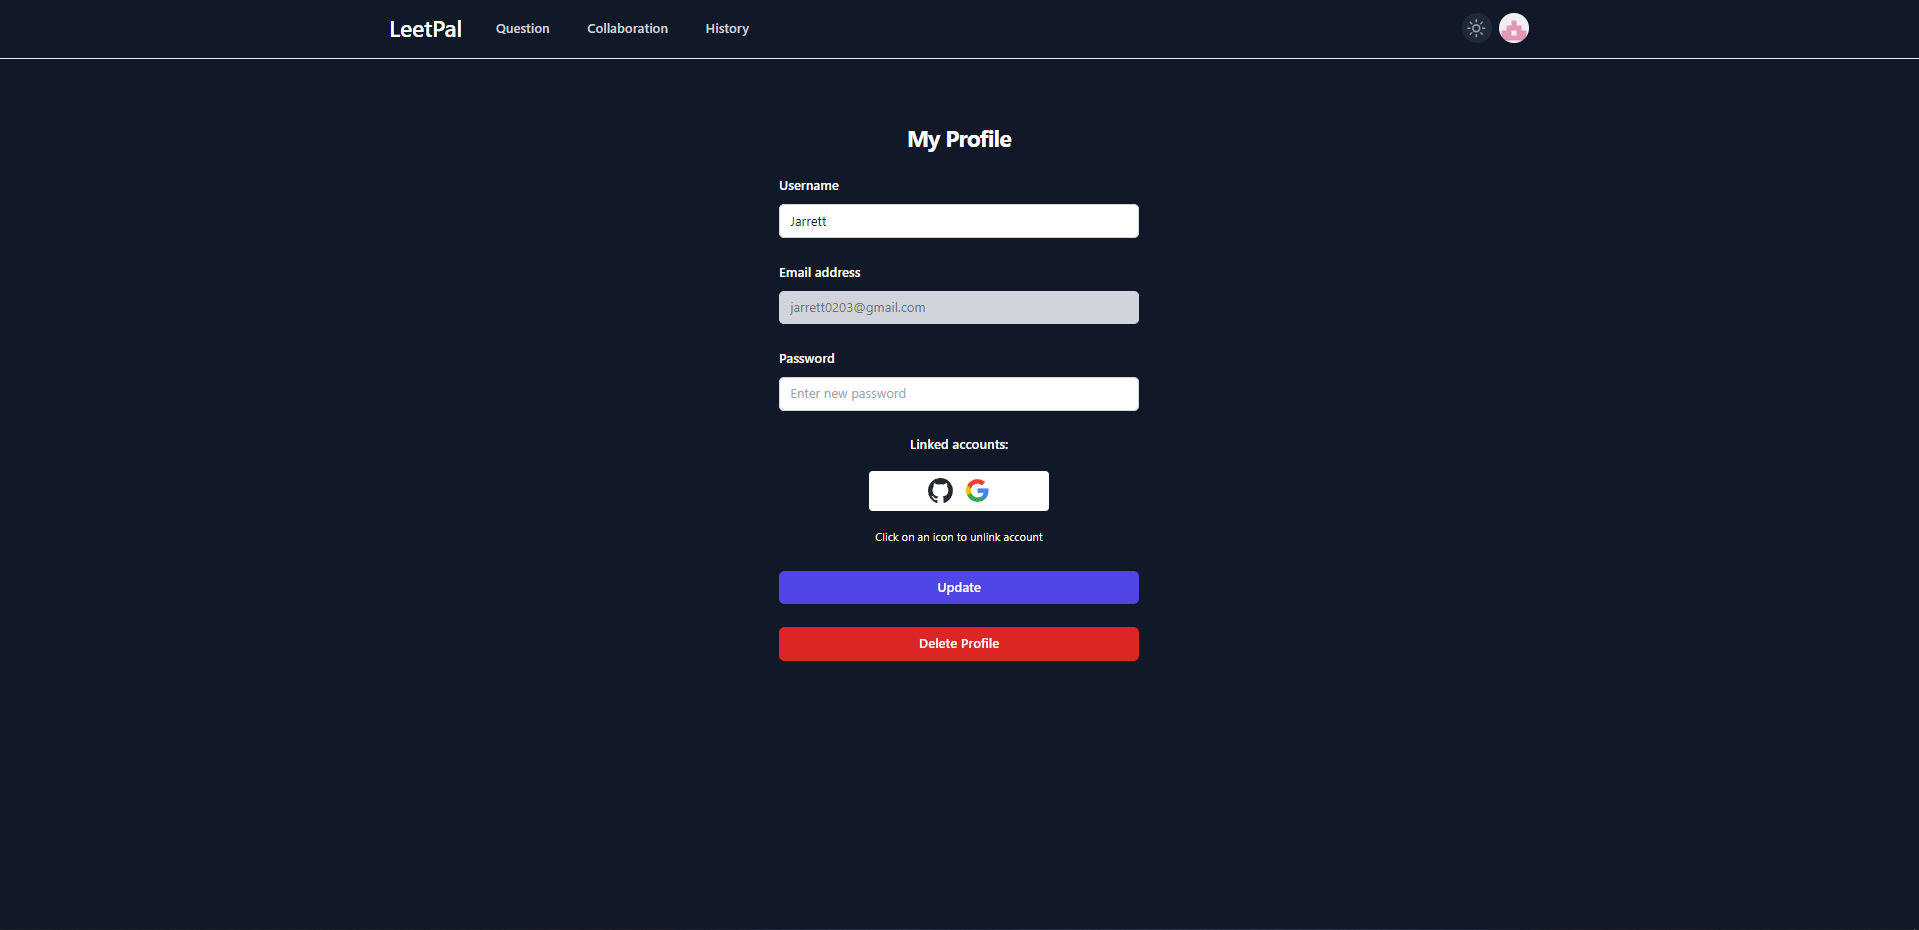 LeetPal Question Collaboration History
My Profile
Username
Jarrett
Email address
jarrett0203@gmail.com
Password
Enter new password
Linked accounts:
Click on an icon to unlink account
Update
Delete Profile